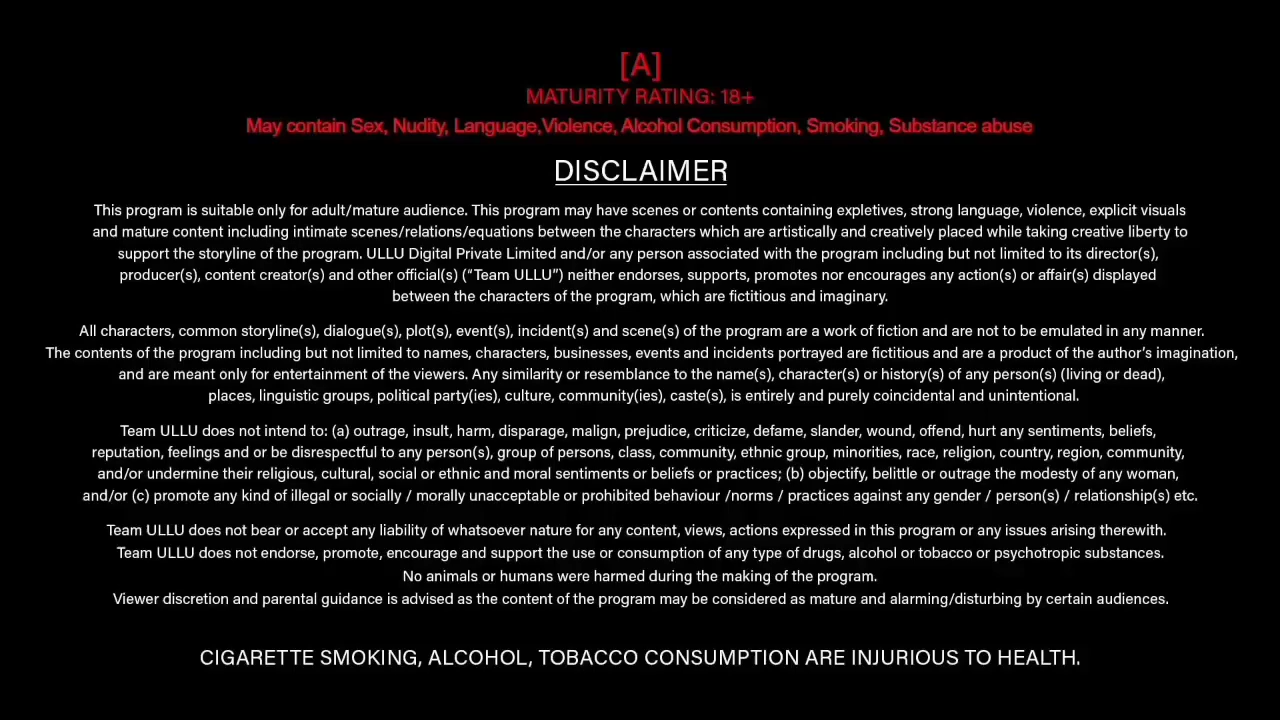 [A]
MATURITY RATING: 18+
May contain Sex, Nudity, Language,Violence, Alcohol Consumption, Smoking, Substance abuse
DISCLAIMER
This program is suitable only for adult/mature audience. This program may have scenes or contents containing expletives, strong language, violence, explicit visuals
and mature content including intimate scenes/relations/equations between the characters which are artistically and creatively placed while taking creative liberty to
support the storyline of the program. ULLU Digital Private Limited and/or any person associated with the program including but not limited to its director(s),
producer(s), content creator(s) and other official(s) (“Team ULLU”) neither endorses, supports, promotes nor encourages any action(s) or affair(s) displayed
between the characters of the program, which are fictitious and imaginary.
All characters, common storyline(s), dialogue(s), plot(s), event(s), incident(s) and scene(s) of the program are a work of fiction and are not to be emulated in any manner.
The contents of the program including but not limited to names, characters, businesses, events and incidents portrayed are fictitious and are a product of the author’s imagination,
and are meant only for entertainment of the viewers. Any similarity or resemblance to the name(s), character(s) or history(s) of any person(s) (living or dead),
places, linguistic groups, political party(ies), culture, community(ies), caste(s), is entirely and purely coincidental and unintentional.
Team ULLU does not intend to: (a) outrage, insult, harm, disparage, malign, prejudice, criticize, defame, slander, wound, offend, hurt any sentiments, beliefs,
reputation, feelings and or be disrespectful to any person(s), group of persons, class, community, ethnic group, minorities, race, religion, country, region, community,
and/or undermine their religious, cultural, social or ethnic and moral sentiments or beliefs or practices; (b) objectify, belittle or outrage the modesty of any woman,
and/or (c) promote any kind of illegal or socially / morally unacceptable or prohibited behaviour /norms / practices against any gender / person(s) / relationship(s) etc.
Team ULLU does not bear or accept any liability of whatsoever nature for any content, views, actions expressed in this program or any issues arising therewith.
Team ULLU does not endorse, promote, encourage and support the use or consumption of any type of drugs, alcohol or tobacco or psychotropic substances.
No animals or humans were harmed during the making of the program.
Viewer discretion and parental guidance is advised as the content of the program may be considered as mature and alarming/disturbing by certain audiences.
CIGARETTE SMOKING, ALCOHOL, TOBACCO CONSUMPTION ARE INJURIOUS TO HEALTH.